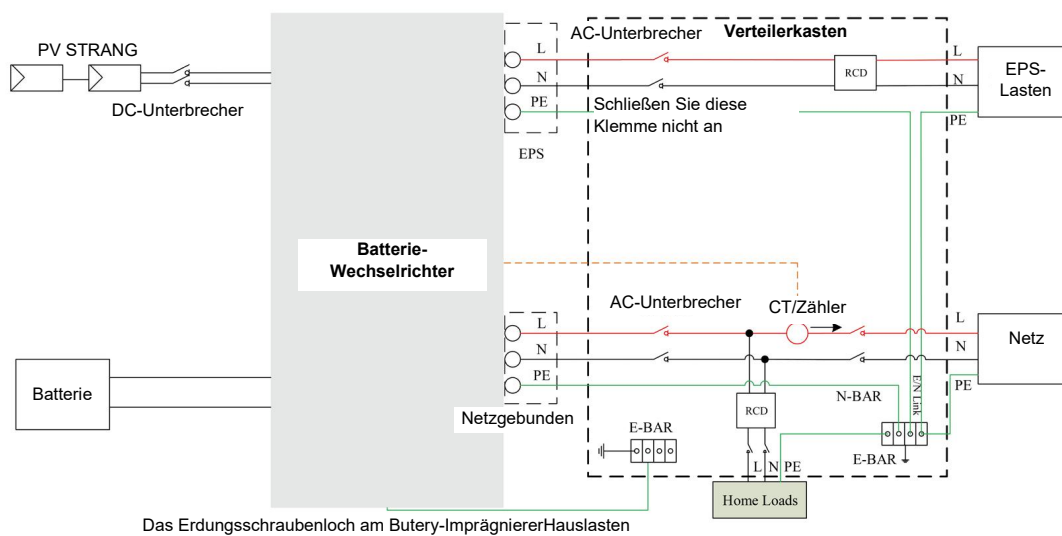 PV STRANG
DC-Unterbrecher
L
N
PE
EPS
AC-Unterbrecher
Verteilerkasten
RCD
Schließen Sie diese
Klemme nicht an
L
N
PE
EPS-
Lasten
Batterie-
Wechselrichter
AC-Unterbrecher
CT/Zähler
L
N
PE
Netzgebunden
L
N
PE
Netz
Batterie
N-BAR
E/N Link
RCD
E-BAR
E-BAR
L N PE
Home Loads
Das Erdungsschraubenloch am Butery-ImprägniererHauslasten